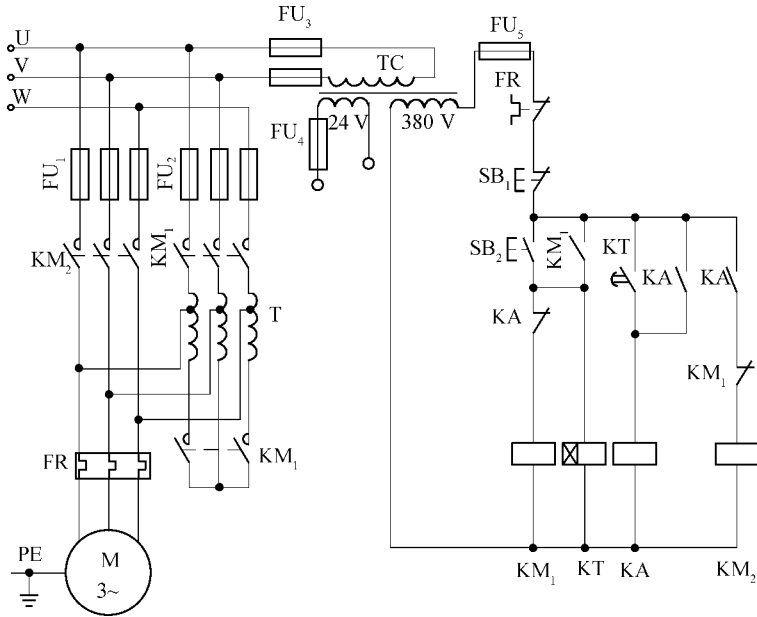 U
FU₃
FU₅
V
TC
FR
W
24 V
380 V
FU₄
FU₁
FU₂
SB₁
KM₂
KM₁
SB₂
KM₁
KT
KA
KA
T
KA
KM₁
FR
KM₁
PE
M
3~
KM₁
KT
KA
KM₂